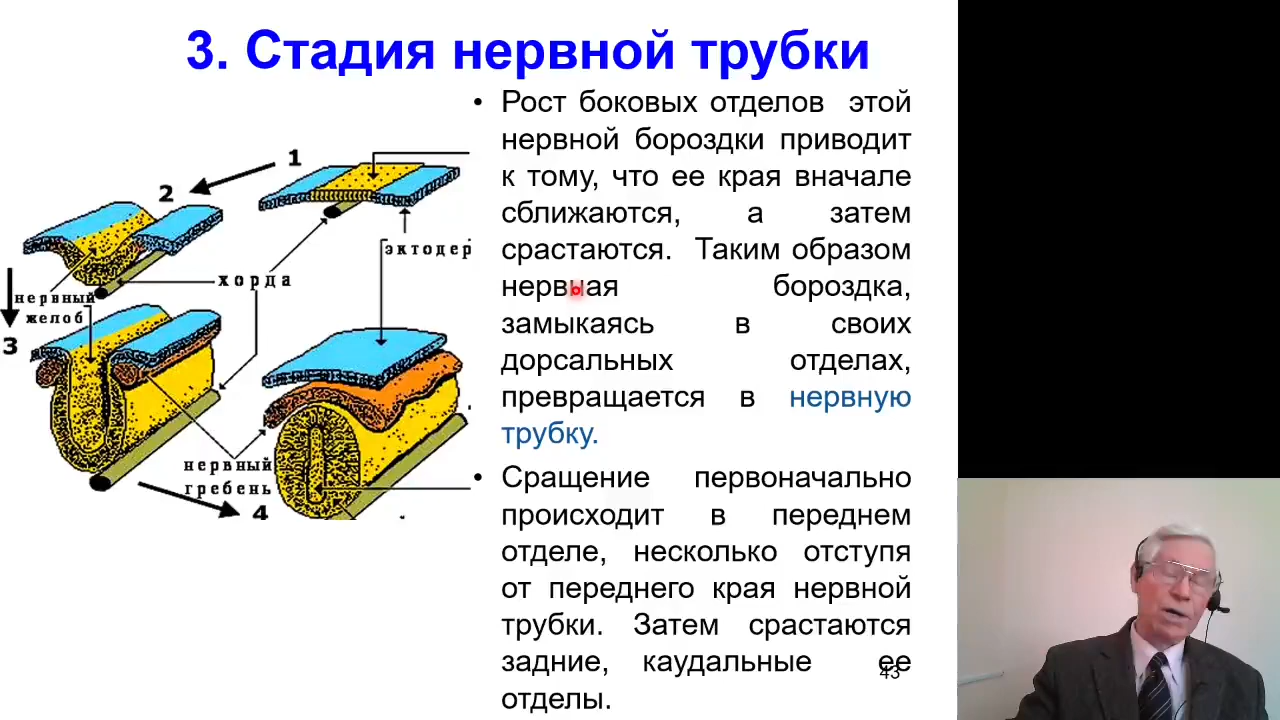 3. Стадия нервной трубки
• Рост боковых отделов этой
нервной бороздки приводит
к тому, что ее края вначале
сближаются, а затем
срастаются. Таким образом
нервная бороздка,
замыкаясь в своих
дорсальных отделах,
превращается в нервную
трубку.
• Сращение первоначально
происходит в переднем
отделе, несколько отступя
от переднего края нервной
трубки. Затем срастаются
задние, каудальные ее
отделы.
43
1
2
эктодер
хорда
нервный
желоб
3
нервный
гребень
4